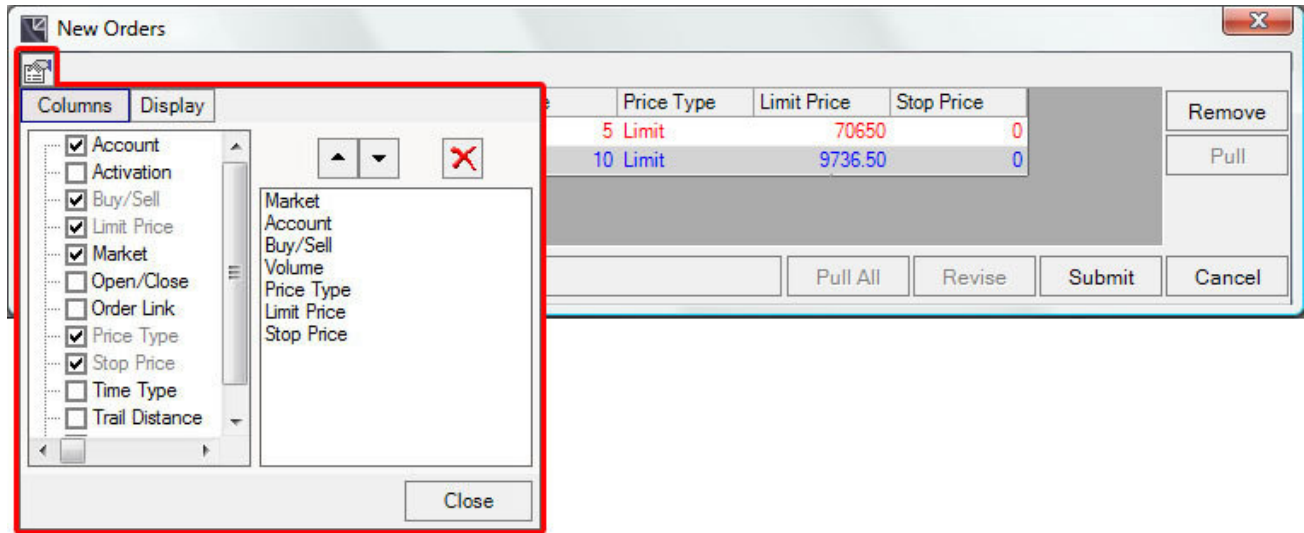 New Orders
Columns Display
Account
Activation
Buy/Sell
Limit Price
Market
Open/Close
Order Link
Price Type
Stop Price
Time Type
Trail Distance
Market
Account
Buy/Sell
Volume
Price Type
Limit Price
Stop Price
Close
Price Type Limit Price Stop Price
5 Limit 70650 0
10 Limit 9736.50 0
Remove
Pull
Pull All Revise Submit Cancel